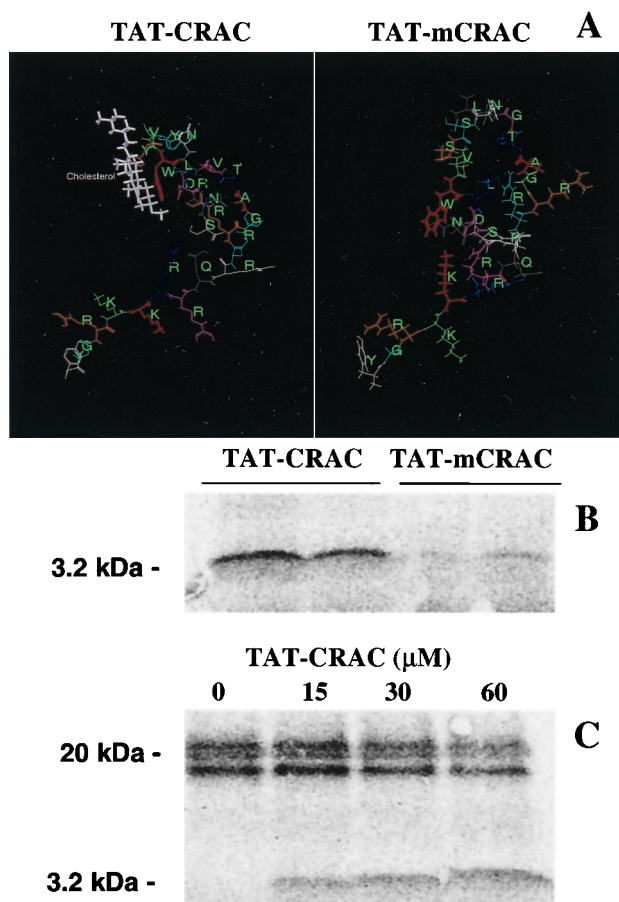 TAT-CRAC TAT-mCRAC A
Cholesterol
V Y N
W L V T
D R
N A
S R G
R
R Q R
K
R K R
Y G
L N G
S T
S
V A
L G R
W R
N D
S R
K R Q
R
R K
Y G
TAT-CRAC TAT-mCRAC
B
3.2 kDa -
TAT-CRAC (μM)
0 15 30 60
C
20 kDa -
3.2 kDa -